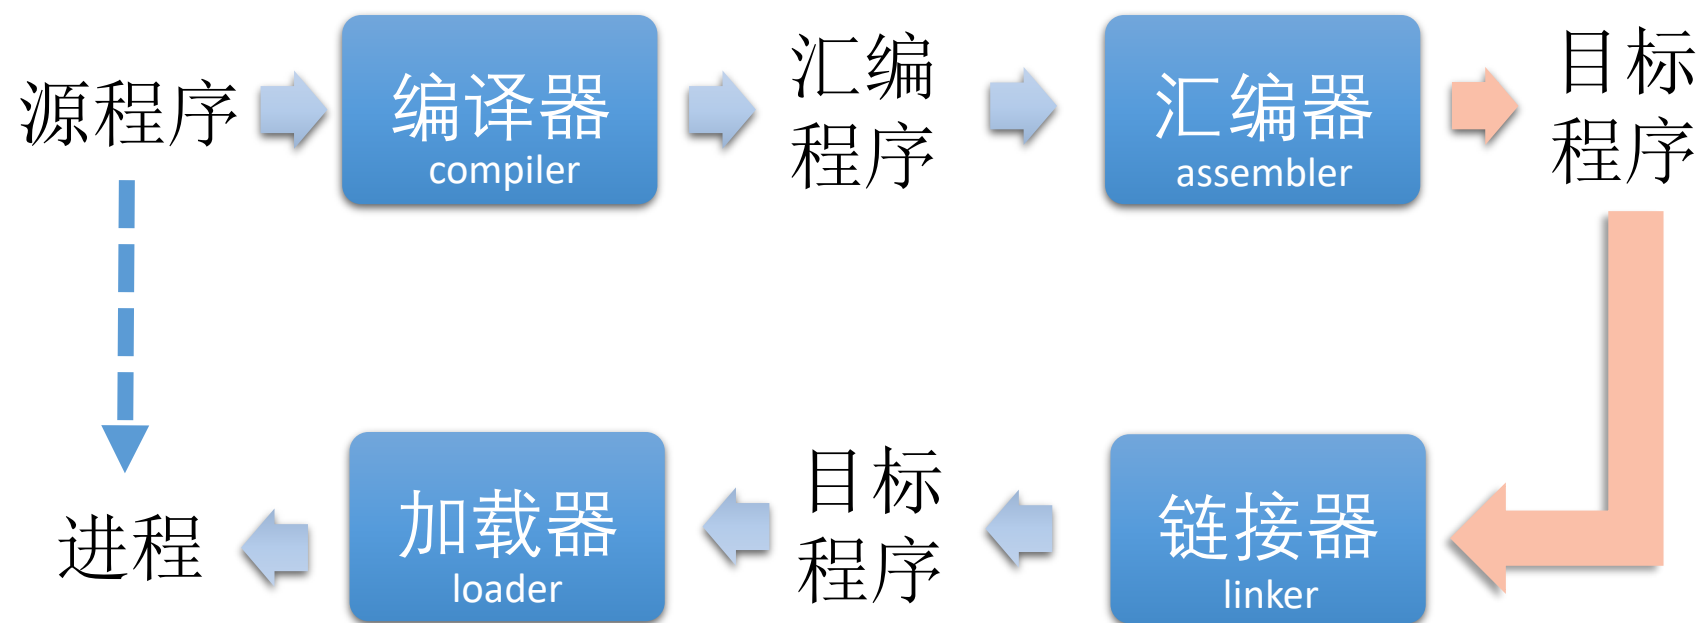 源程序
编译器
compiler
汇编
程序
汇编器
assembler
目标
程序
进程
加载器
loader
目标
程序
链接器
linker